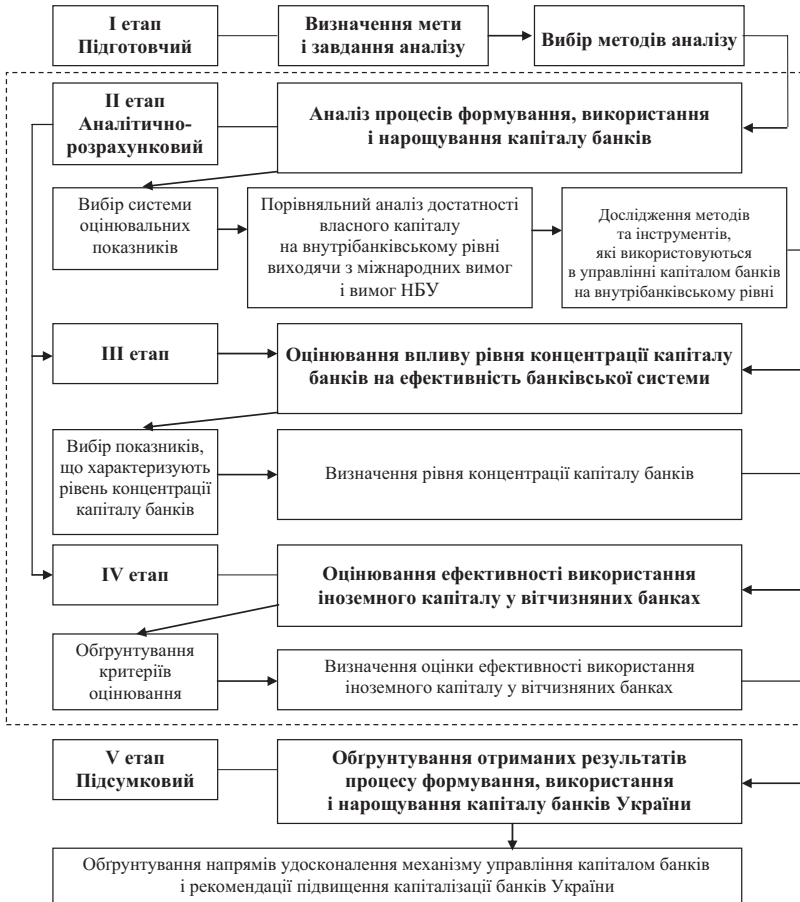 I етап
Підготовчий
Визначення мети
і завдання аналізу
Вибір методів аналізу
II етап
Аналітично-
розрахунковий
Аналіз процесів формування, використання
і нарощування капіталу банків
Вибір системи
оцінювальних
показників
Порівняльний аналіз достатності
власного капіталу
на внутрібанківському рівні
виходячи з міжнародних вимог
і вимог НБУ
Дослідження методів
та інструментів,
які використовуються
в управлінні капіталом банків
на внутрібанківському рівні
III етап
Оцінювання впливу рівня концентрації капіталу
банків на ефективність банківської системи
Вибір показників,
що характеризують
рівень концентрації
капіталу банків
Визначення рівня концентрації капіталу банків
IV етап
Оцінювання ефективності використання
іноземного капіталу у вітчизняних банках
Обґрунтування
критеріїв
оцінювання
Визначення оцінки ефективності використання
іноземного капіталу у вітчизняних банках
V етап
Підсумковий
Обґрунтування отриманих результатів
процесу формування, використання
і нарощування капіталу банків України
Обґрунтування напрямів удосконалення механізму управління капіталом банків
і рекомендації підвищення капіталізації банків України